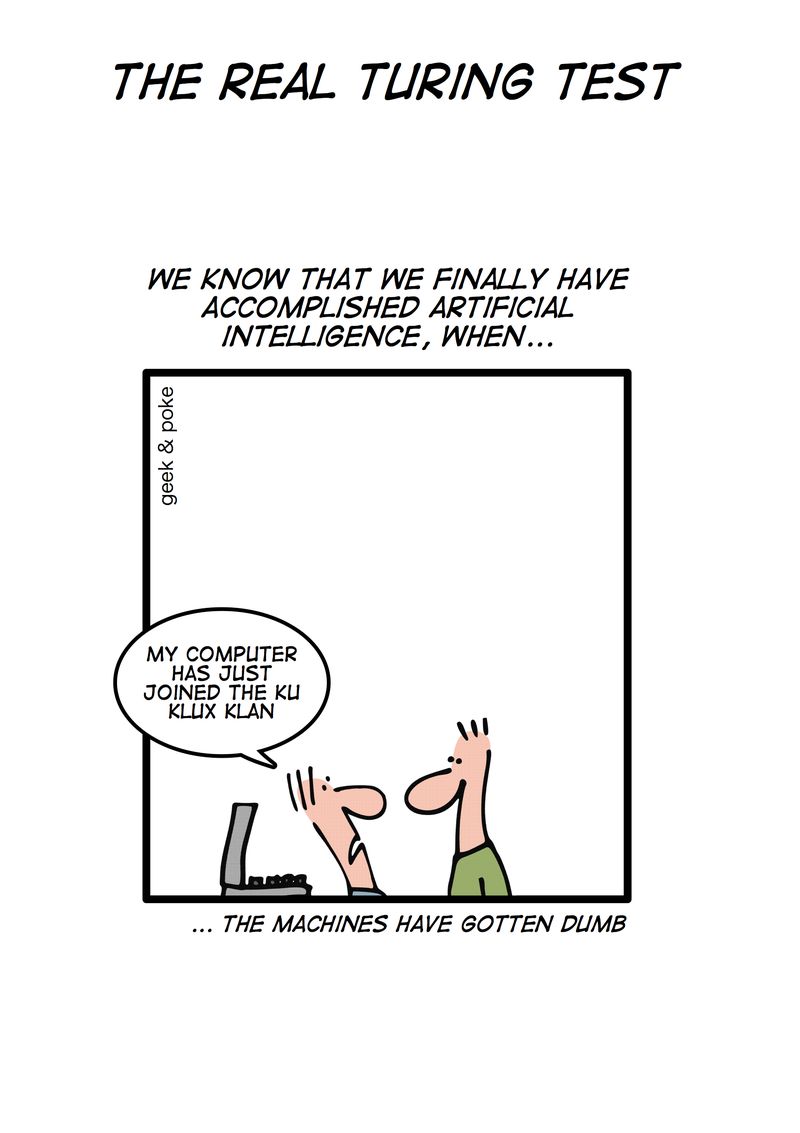 THE REAL TURING TEST
WE KNOW THAT WE FINALLY HAVE
ACCOMPLISHED ARTIFICIAL
INTELLIGENCE, WHEN...
geek & poke
MY COMPUTER
HAS JUST
JOINED THE KU
KLUX KLAN
... THE MACHINES HAVE GOTTEN DUMB